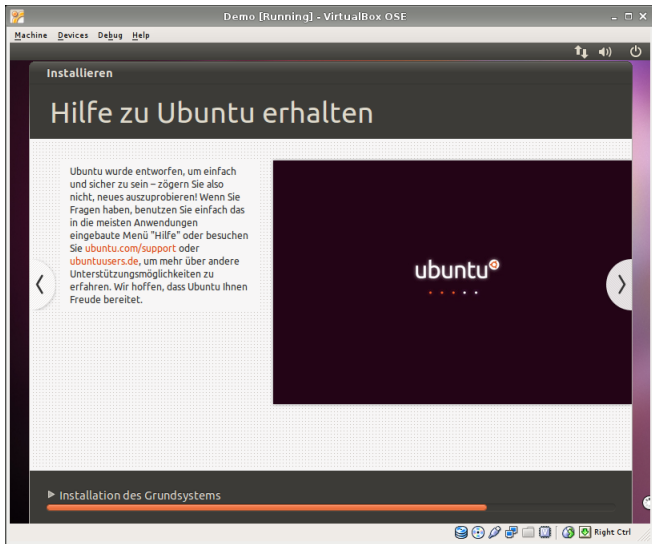 Demo [Running] - VirtualBox OSE
Machine Devices Debug Help
Installieren
Hilfe zu Ubuntu erhalten
Ubuntu wurde entworfen, um einfach
und sicher zu sein – zögern Sie also
nicht, neues auszuprobieren! Wenn Sie
Fragen haben, benutzen Sie einfach das
in die meisten Anwendungen
eingebaute Menü "Hilfe" oder besuchen
Sie ubuntu.com/support oder
ubuntuusers.de, um mehr über andere
Unterstützungsmöglichkeiten zu
erfahren. Wir hoffen, dass Ubuntu Ihnen
Freude bereitet.
ubuntu
Installation des Grundsystems
Right Ctrl